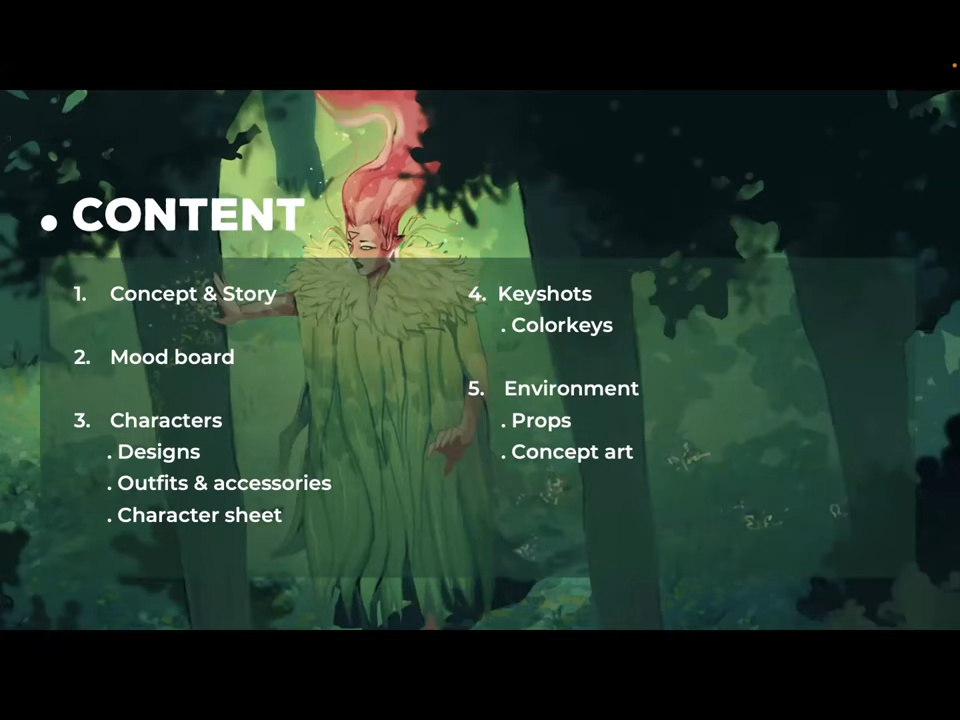 . CONTENT
1. Concept & Story
2. Mood board
3. Characters
. Designs
. Outfits & accessories
. Character sheet
4. Keyshots
. Colorkeys
5. Environment
. Props
. Concept art